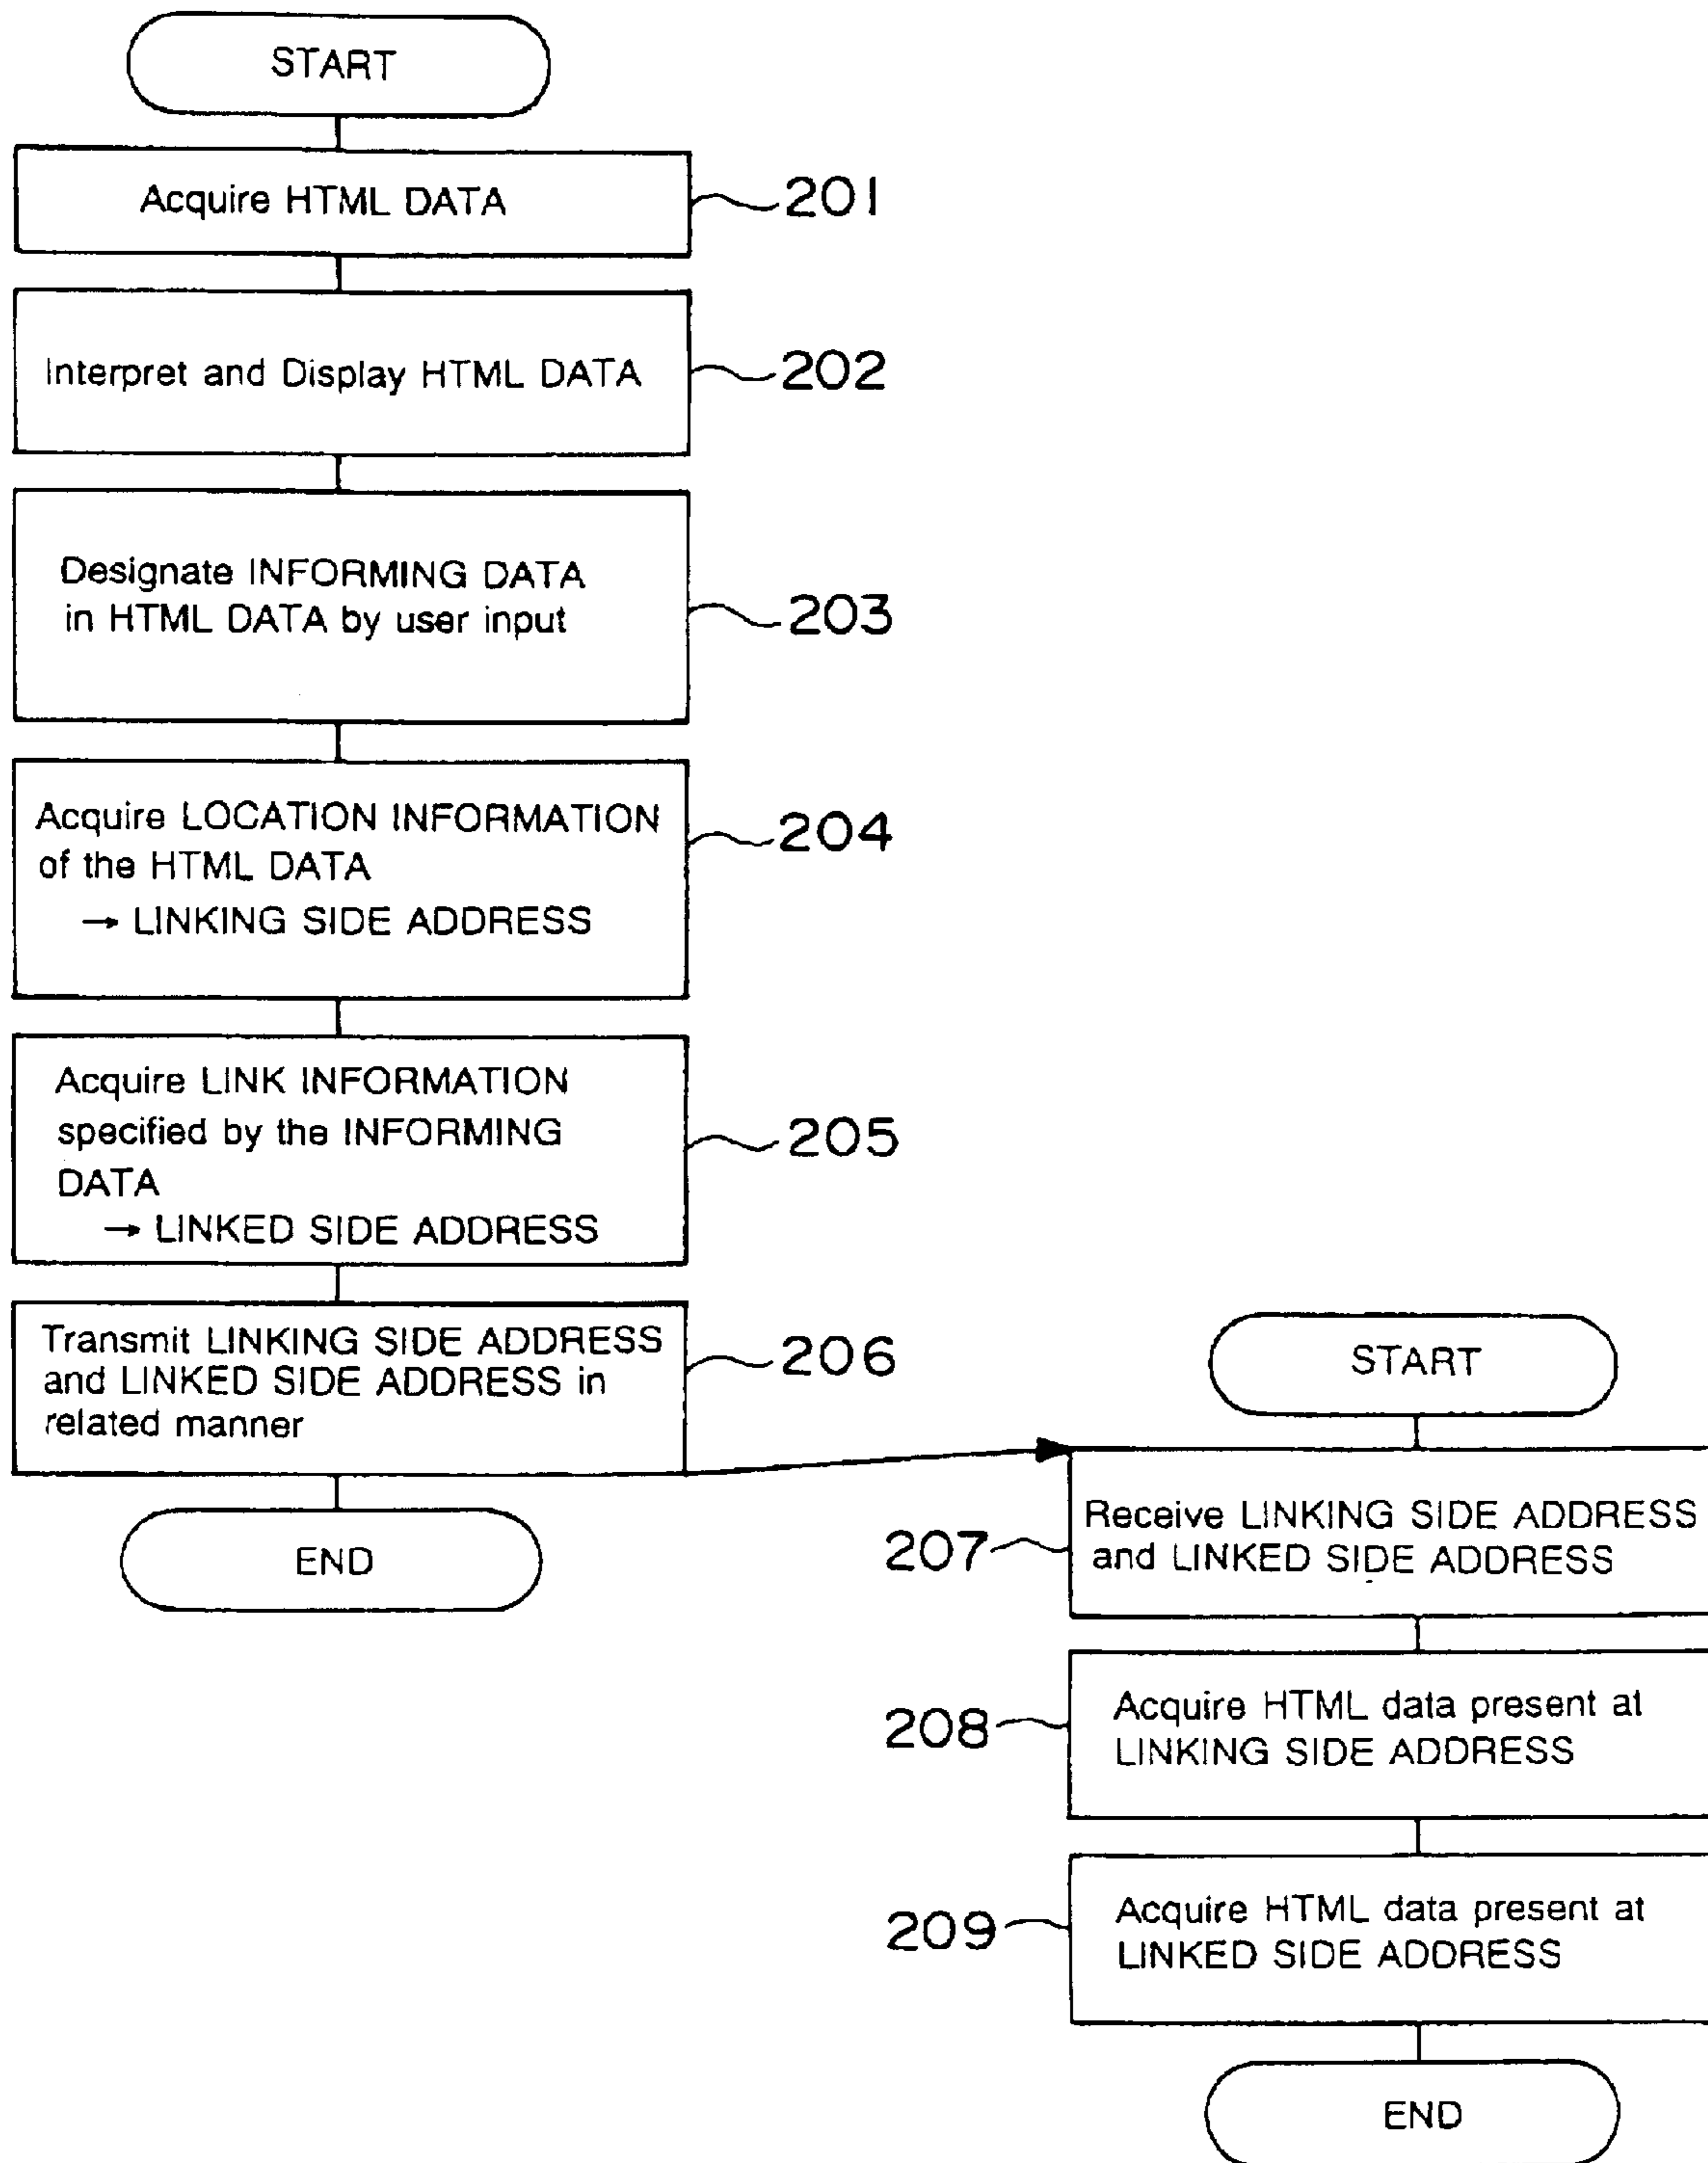 START
Acquire HTML DATA
201
Interpret and Display HTML DATA
202
Designate INFORMING DATA
in HTML DATA by user input
203
Acquire LOCATION INFORMATION
of the HTML DATA
→ LINKING SIDE ADDRESS
204
Acquire LINK INFORMATION
specified by the INFORMING
DATA
→ LINKED SIDE ADDRESS
205
Transmit LINKING SIDE ADDRESS
and LINKED SIDE ADDRESS in
related manner
206
END
START
Receive LINKING SIDE ADDRESS
and LINKED SIDE ADDRESS
207
Acquire HTML data present at
LINKING SIDE ADDRESS
208
Acquire HTML data present at
LINKED SIDE ADDRESS
209
END